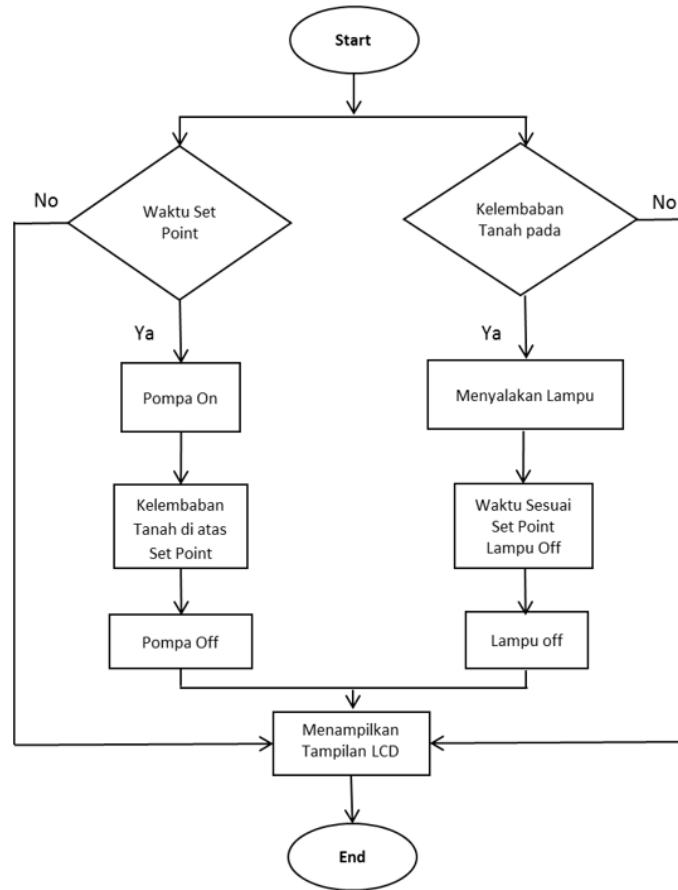 Start
No
Waktu Set
Point
Kelembaban
Tanah pada
No
Ya
Ya
Pompa On
Menyalakan Lampu
Kelembaban
Tanah di atas
Set Point
Waktu Sesuai
Set Point
Lampu Off
Pompa Off
Lampu off
Menampilkan
Tampilan LCD
End